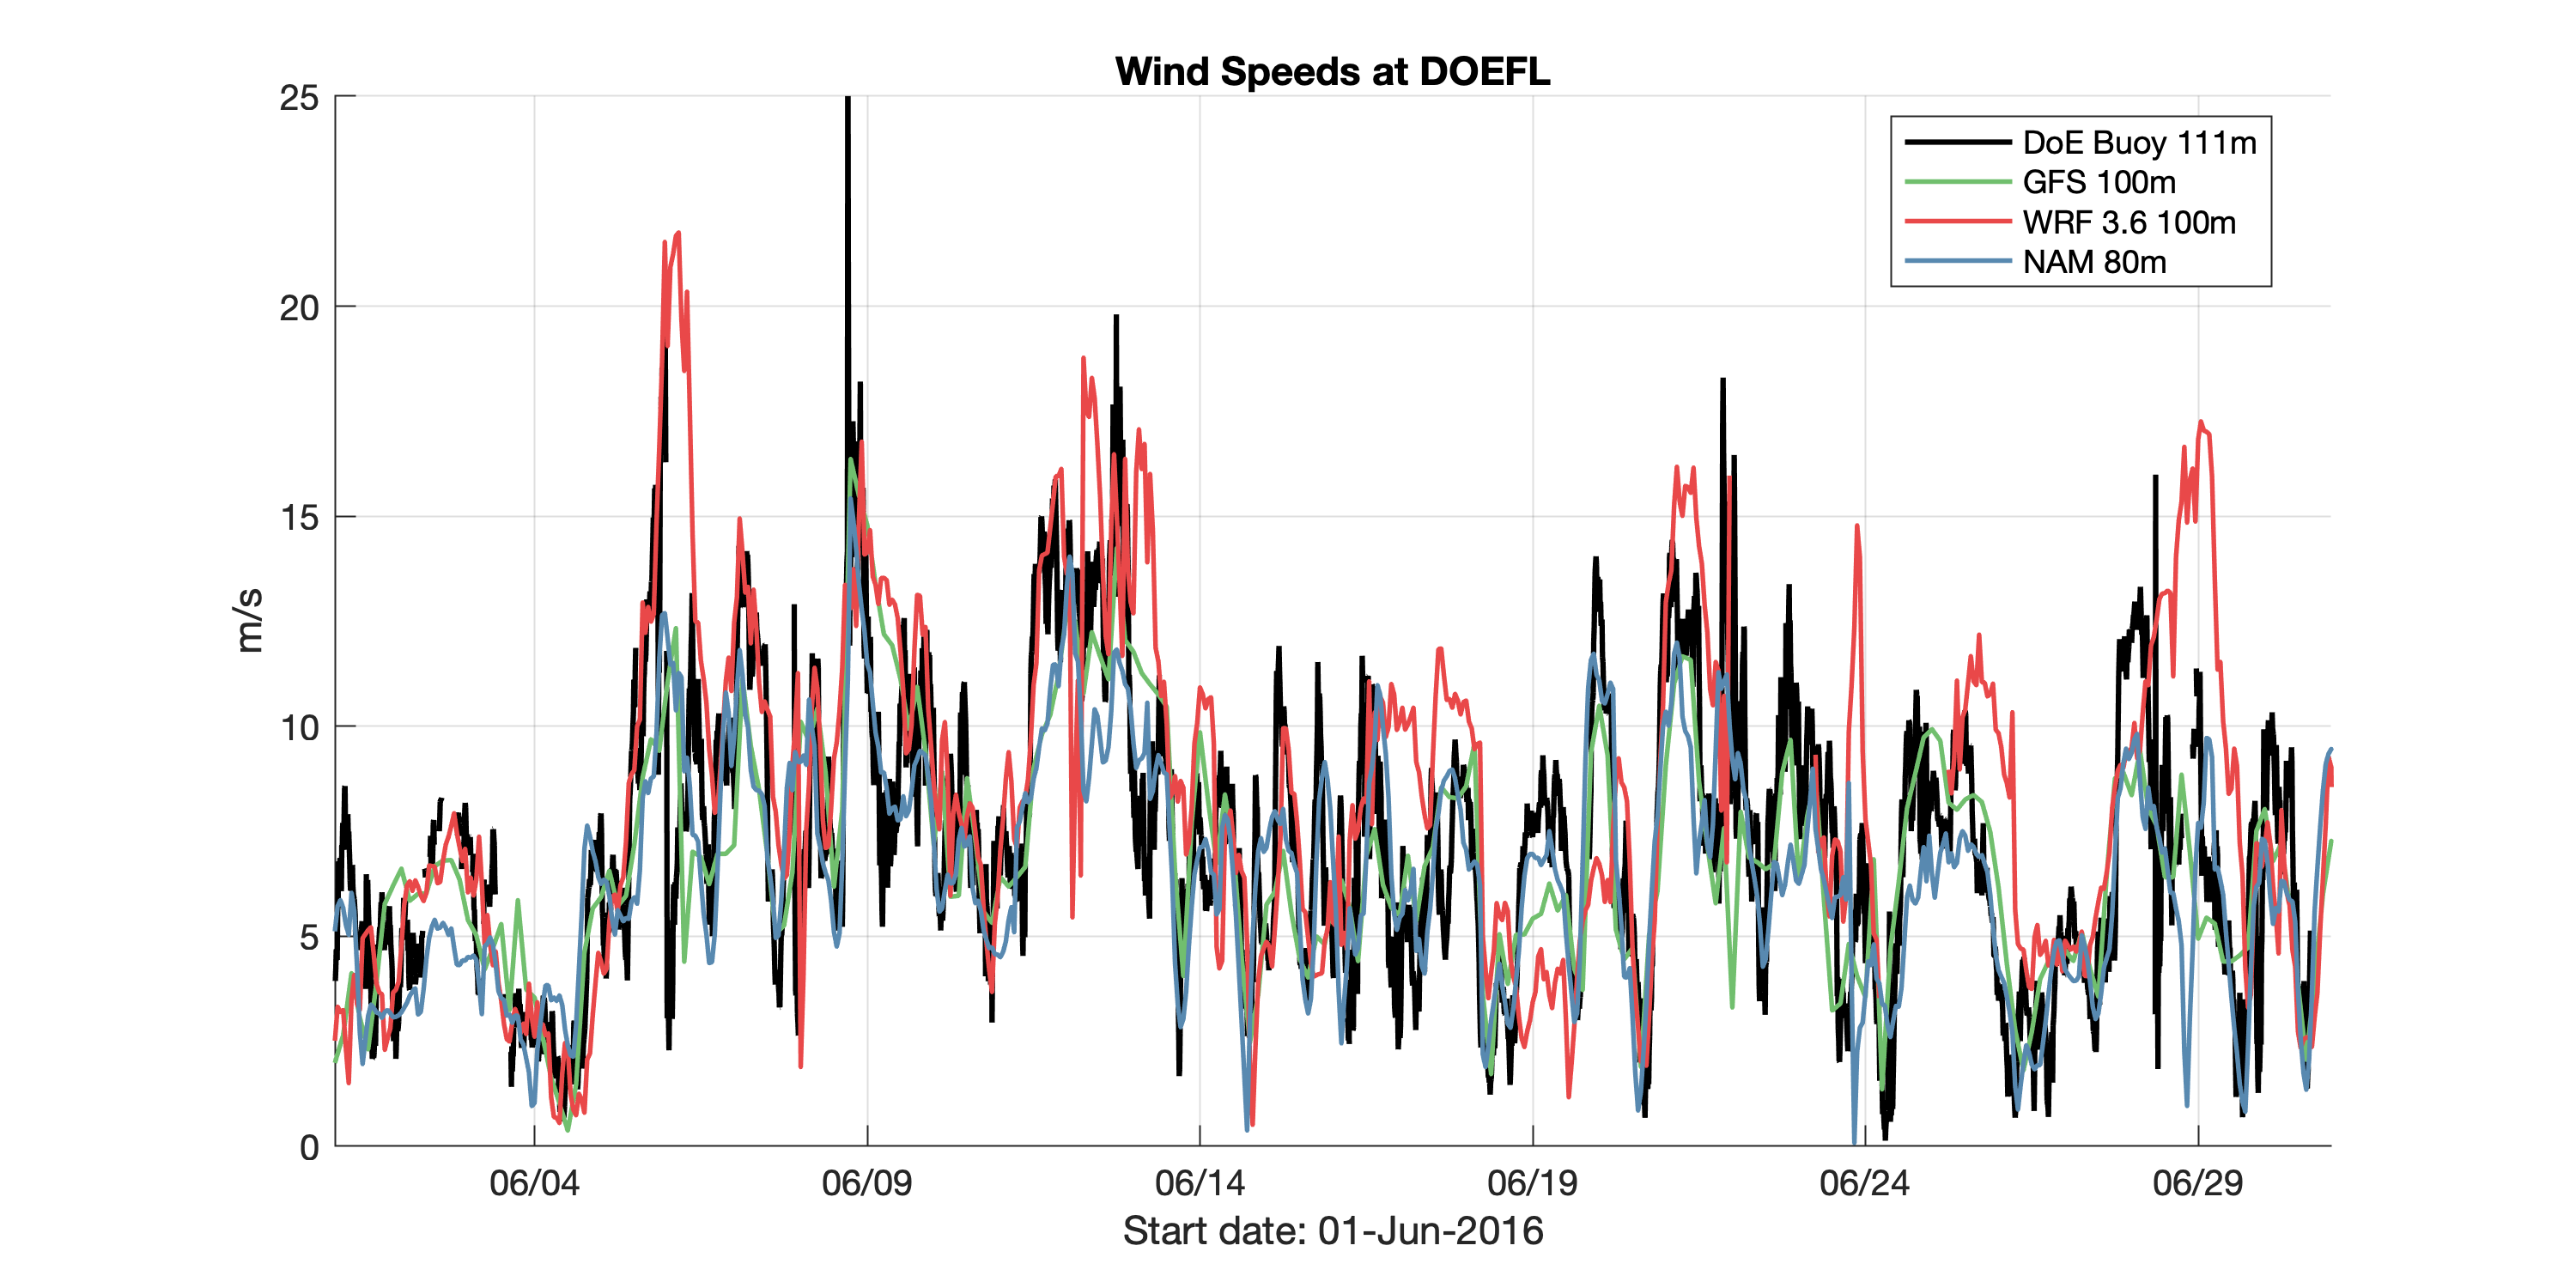 Wind Speeds at DOEFL
25
20
15
10
5
0
m/s
DoE Buoy 111m
GFS 100m
WRF 3.6 100m
NAM 80m
06/04 06/09 06/14 06/19 06/24 06/29
Start date: 01-Jun-2016